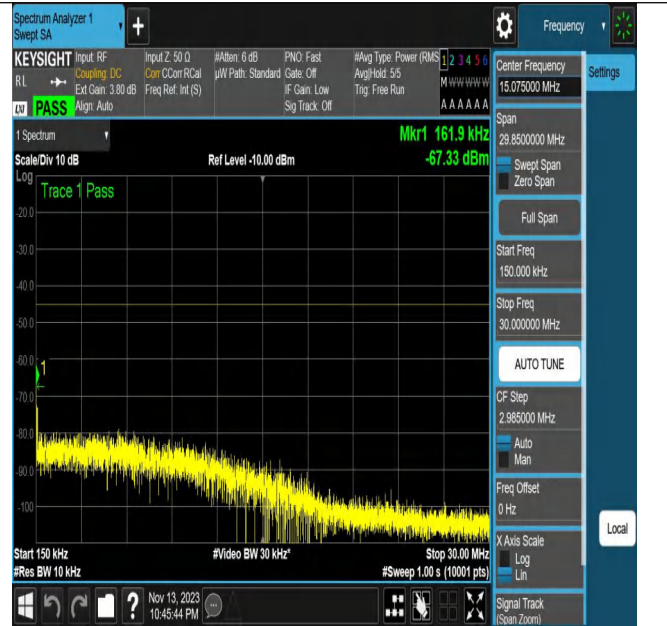 Spectrum Analyzer 1
Swept SA
Frequency
KEYSIGHT
RL
LXI
PASS
Input: RF
Coupling: DC
Ext Gain: 3.80 dB
Align: Auto
Input Z: 50 Ω
Corr CCorr RCal
Freq Ref: Int (S)
#Atten: 6 dB
µW Path: Standard
PNO: Fast
Gate: Off
IF Gain: Low
Sig Track: Off
#Avg Type: Power (RMS
Avg|Hold: 5/5
Trig: Free Run
1 2 3 4 5 6
M W W W W W
A A A A A A
1 Spectrum
Scale/Div 10 dB
Ref Level -10.00 dBm
Mkr1 161.9 kHz
-67.33 dBm
Log
Trace 1 Pass
-20.0
-30.0
-40.0
-50.0
-60.0
1
-70.0
-80.0
-90.0
-100
Start 150 kHz
#Video BW 30 kHz*
Stop 30.00 MHz
#Res BW 10 kHz
#Sweep 1.00 s (10001 pts)
Nov 13, 2023
10:45:44 PM
?
Center Frequency
15.075000 MHz
Settings
Span
29.8500000 MHz
Swept Span
Zero Span
Full Span
Start Freq
150.000 kHz
Stop Freq
30.000000 MHz
AUTO TUNE
CF Step
2.985000 MHz
Auto
Man
Freq Offset
0 Hz
X Axis Scale
Log
Lin
Local
Signal Track
(Span Zoom)